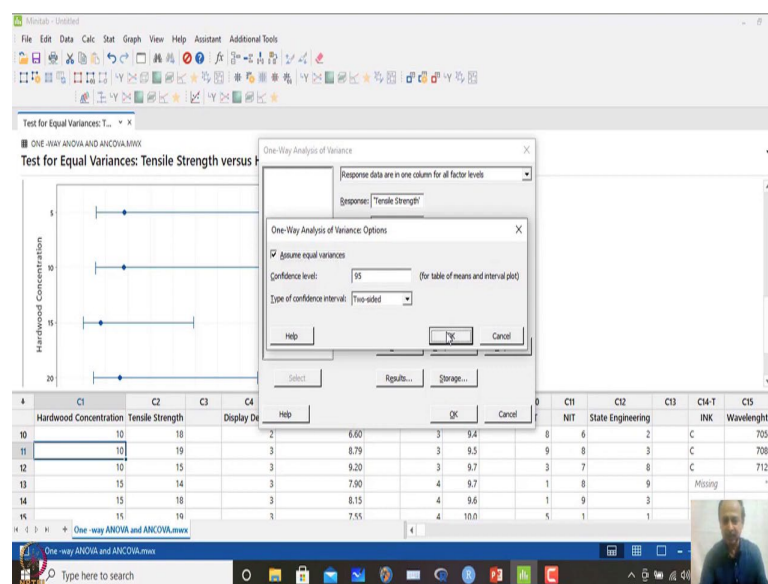 Minitab - Untitled
File Edit Data Calc Stat Graph View Help Assistant Additional Tools
Test for Equal Variances: T...
ONE -WAY ANOVA AND ANCOVA.MWX
Test for Equal Variances: Tensile Strength versus H
Hardwood Concentration
5
10
15
20
One-Way Analysis of Variance
Response data are in one column for all factor levels
Response: 'Tensile Strength'
One-Way Analysis of Variance: Options
Assume equal variances
Confidence level: 95 (for table of means and interval plot)
Type of confidence interval: Two-sided
Help OK Cancel
Select Results... Storage...
Help OK Cancel
C1 C2 C3 C4 C11 C12 C13 C14-T C15
Hardwood Concentration Tensile Strength Display De NIT State Engineering INK Wavelenght
10 10 18 2 6.60 3 9.4 8 6 2 C 705
11 10 19 3 8.79 3 9.5 9 8 3 C 708
12 10 15 3 9.20 3 9.7 3 7 8 C 712
13 15 14 3 7.90 4 9.7 1 8 9 Missing *
14 15 18 3 8.15 4 9.6 1 9 3
15 15 19 3 7.55 4 10.0 5 1 1
One -way ANOVA and ANCOVA.mwx
One -way ANOVA and ANCOVA.mwx
Type here to search